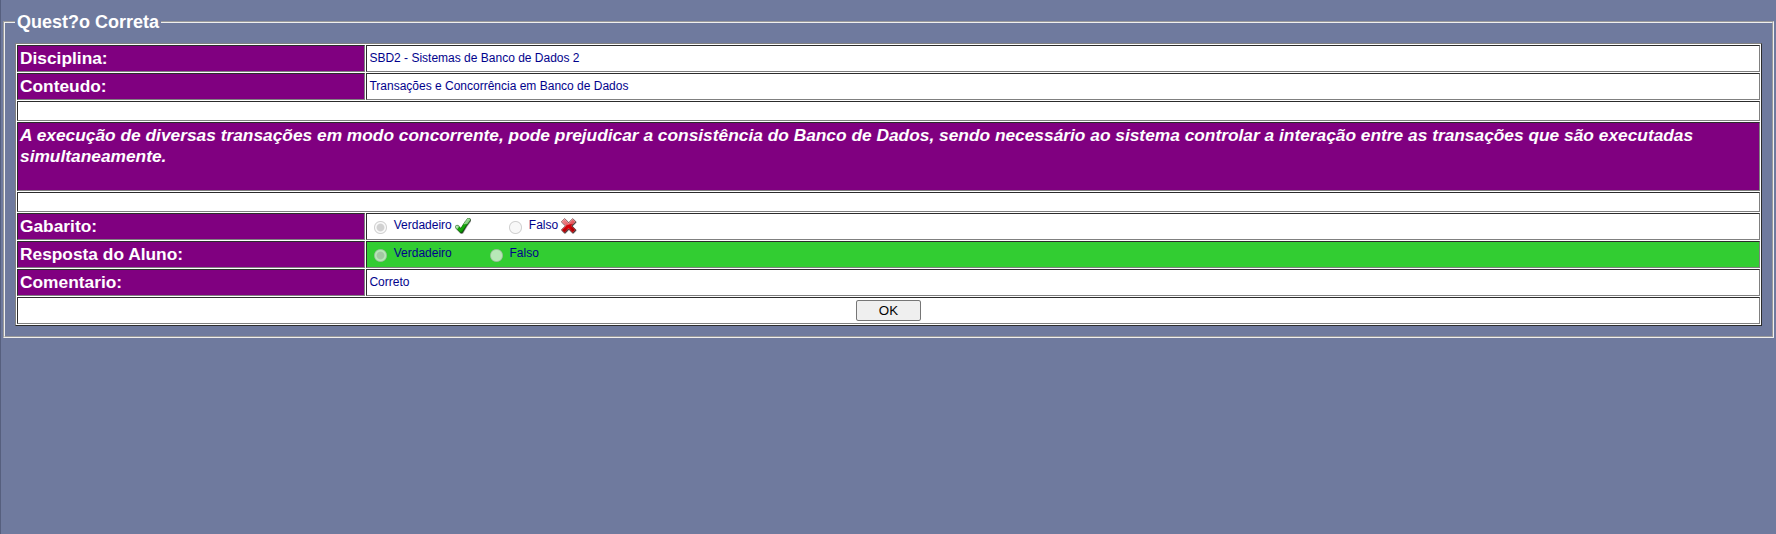 Quest?o Correta
Disciplina: SBD2 - Sistemas de Banco de Dados 2
Conteudo: Transações e Concorrência em Banco de Dados
A execução de diversas transações em modo concorrente, pode prejudicar a consistência do Banco de Dados, sendo necessário ao sistema controlar a interação entre as transações que são executadas
simultaneamente.
Gabarito: Verdadeiro Falso
Resposta do Aluno: Verdadeiro Falso
Comentario: Correto
OK